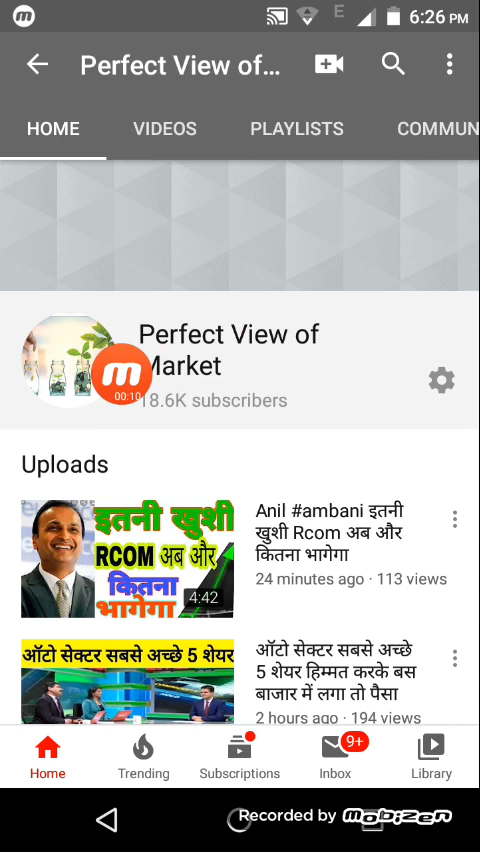 E
6:26 PM
Perfect View of...
HOME
VIDEOS
PLAYLISTS
COMMUN
Perfect View of
Market
00:10
18.6K subscribers
Uploads
इतनी खुशी
RCOM अब और
कितना
भागेगा
4:42
Anil #ambani इतनी
खुशी Rcom अब और
कितना भागेगा
24 minutes ago · 113 views
ऑटो सेक्टर सबसे अच्छे 5 शेयर
ऑटो सेक्टर सबसे अच्छे
5 शेयर हिम्मत करके बस
बाजार में लगा तो पैसा
2 hours ago · 194 views
9+
Home
Trending
Subscriptions
Inbox
Library
Recorded by Mobizen